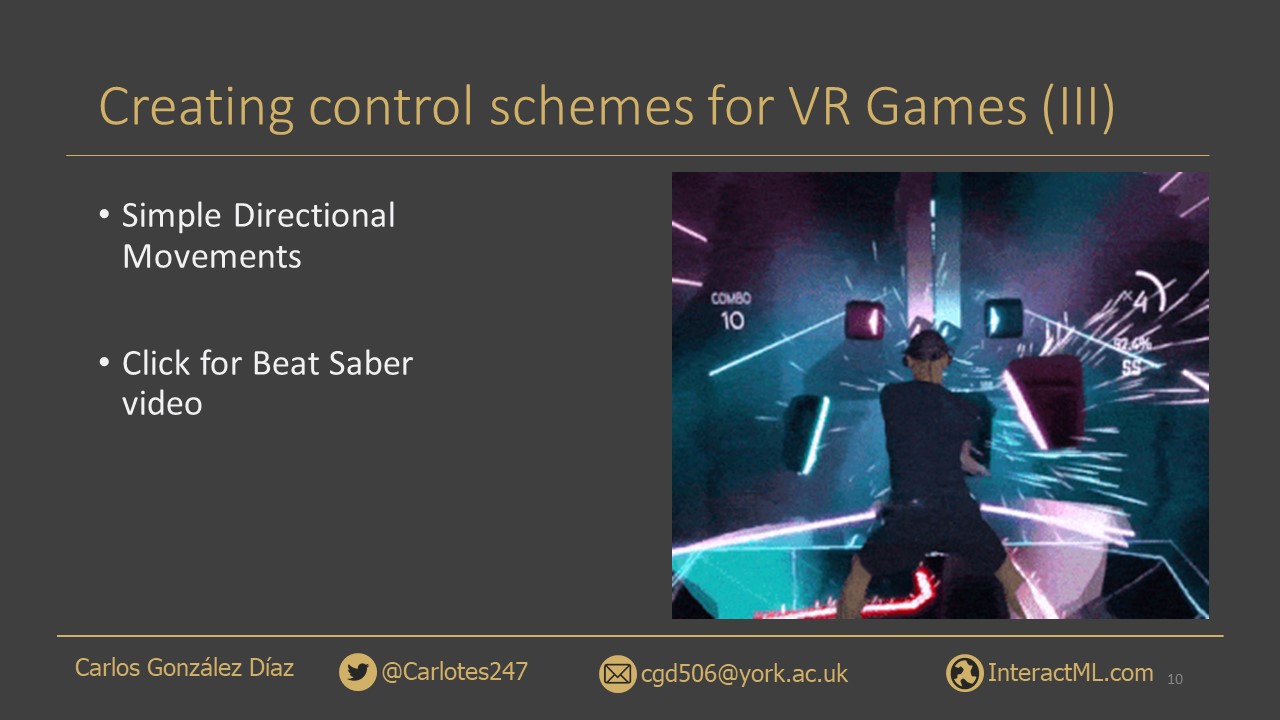 Creating control schemes for VR Games (III)
• Simple Directional
Movements
• Click for Beat Saber
video
COMBO
10
×4
SS
Carlos González Díaz
@Carlotes247
cgd506@york.ac.uk
InteractML.com
10